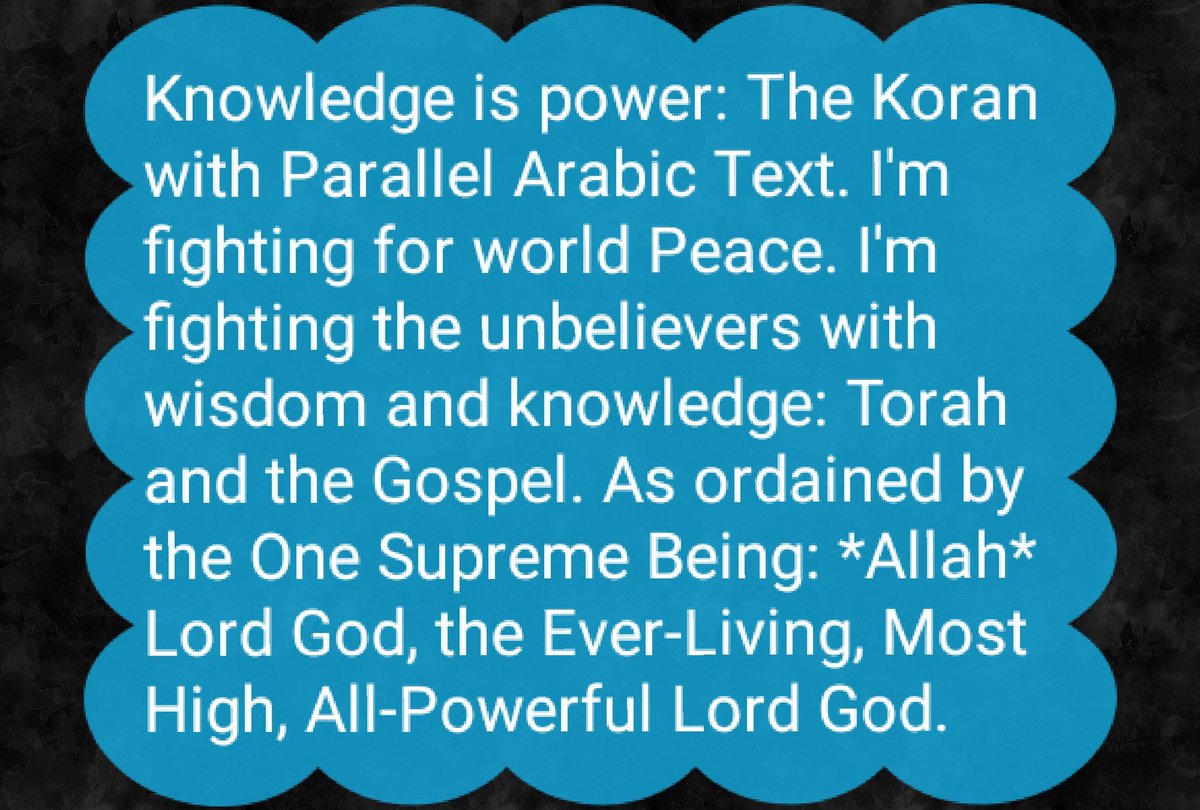 Knowledge is power: The Koran
with Parallel Arabic Text. I'm
fighting for world Peace. I'm
fighting the unbelievers with
wisdom and knowledge: Torah
and the Gospel. As ordained by
the One Supreme Being: *Allah*
Lord God, the Ever-Living, Most
High, All-Powerful Lord God.